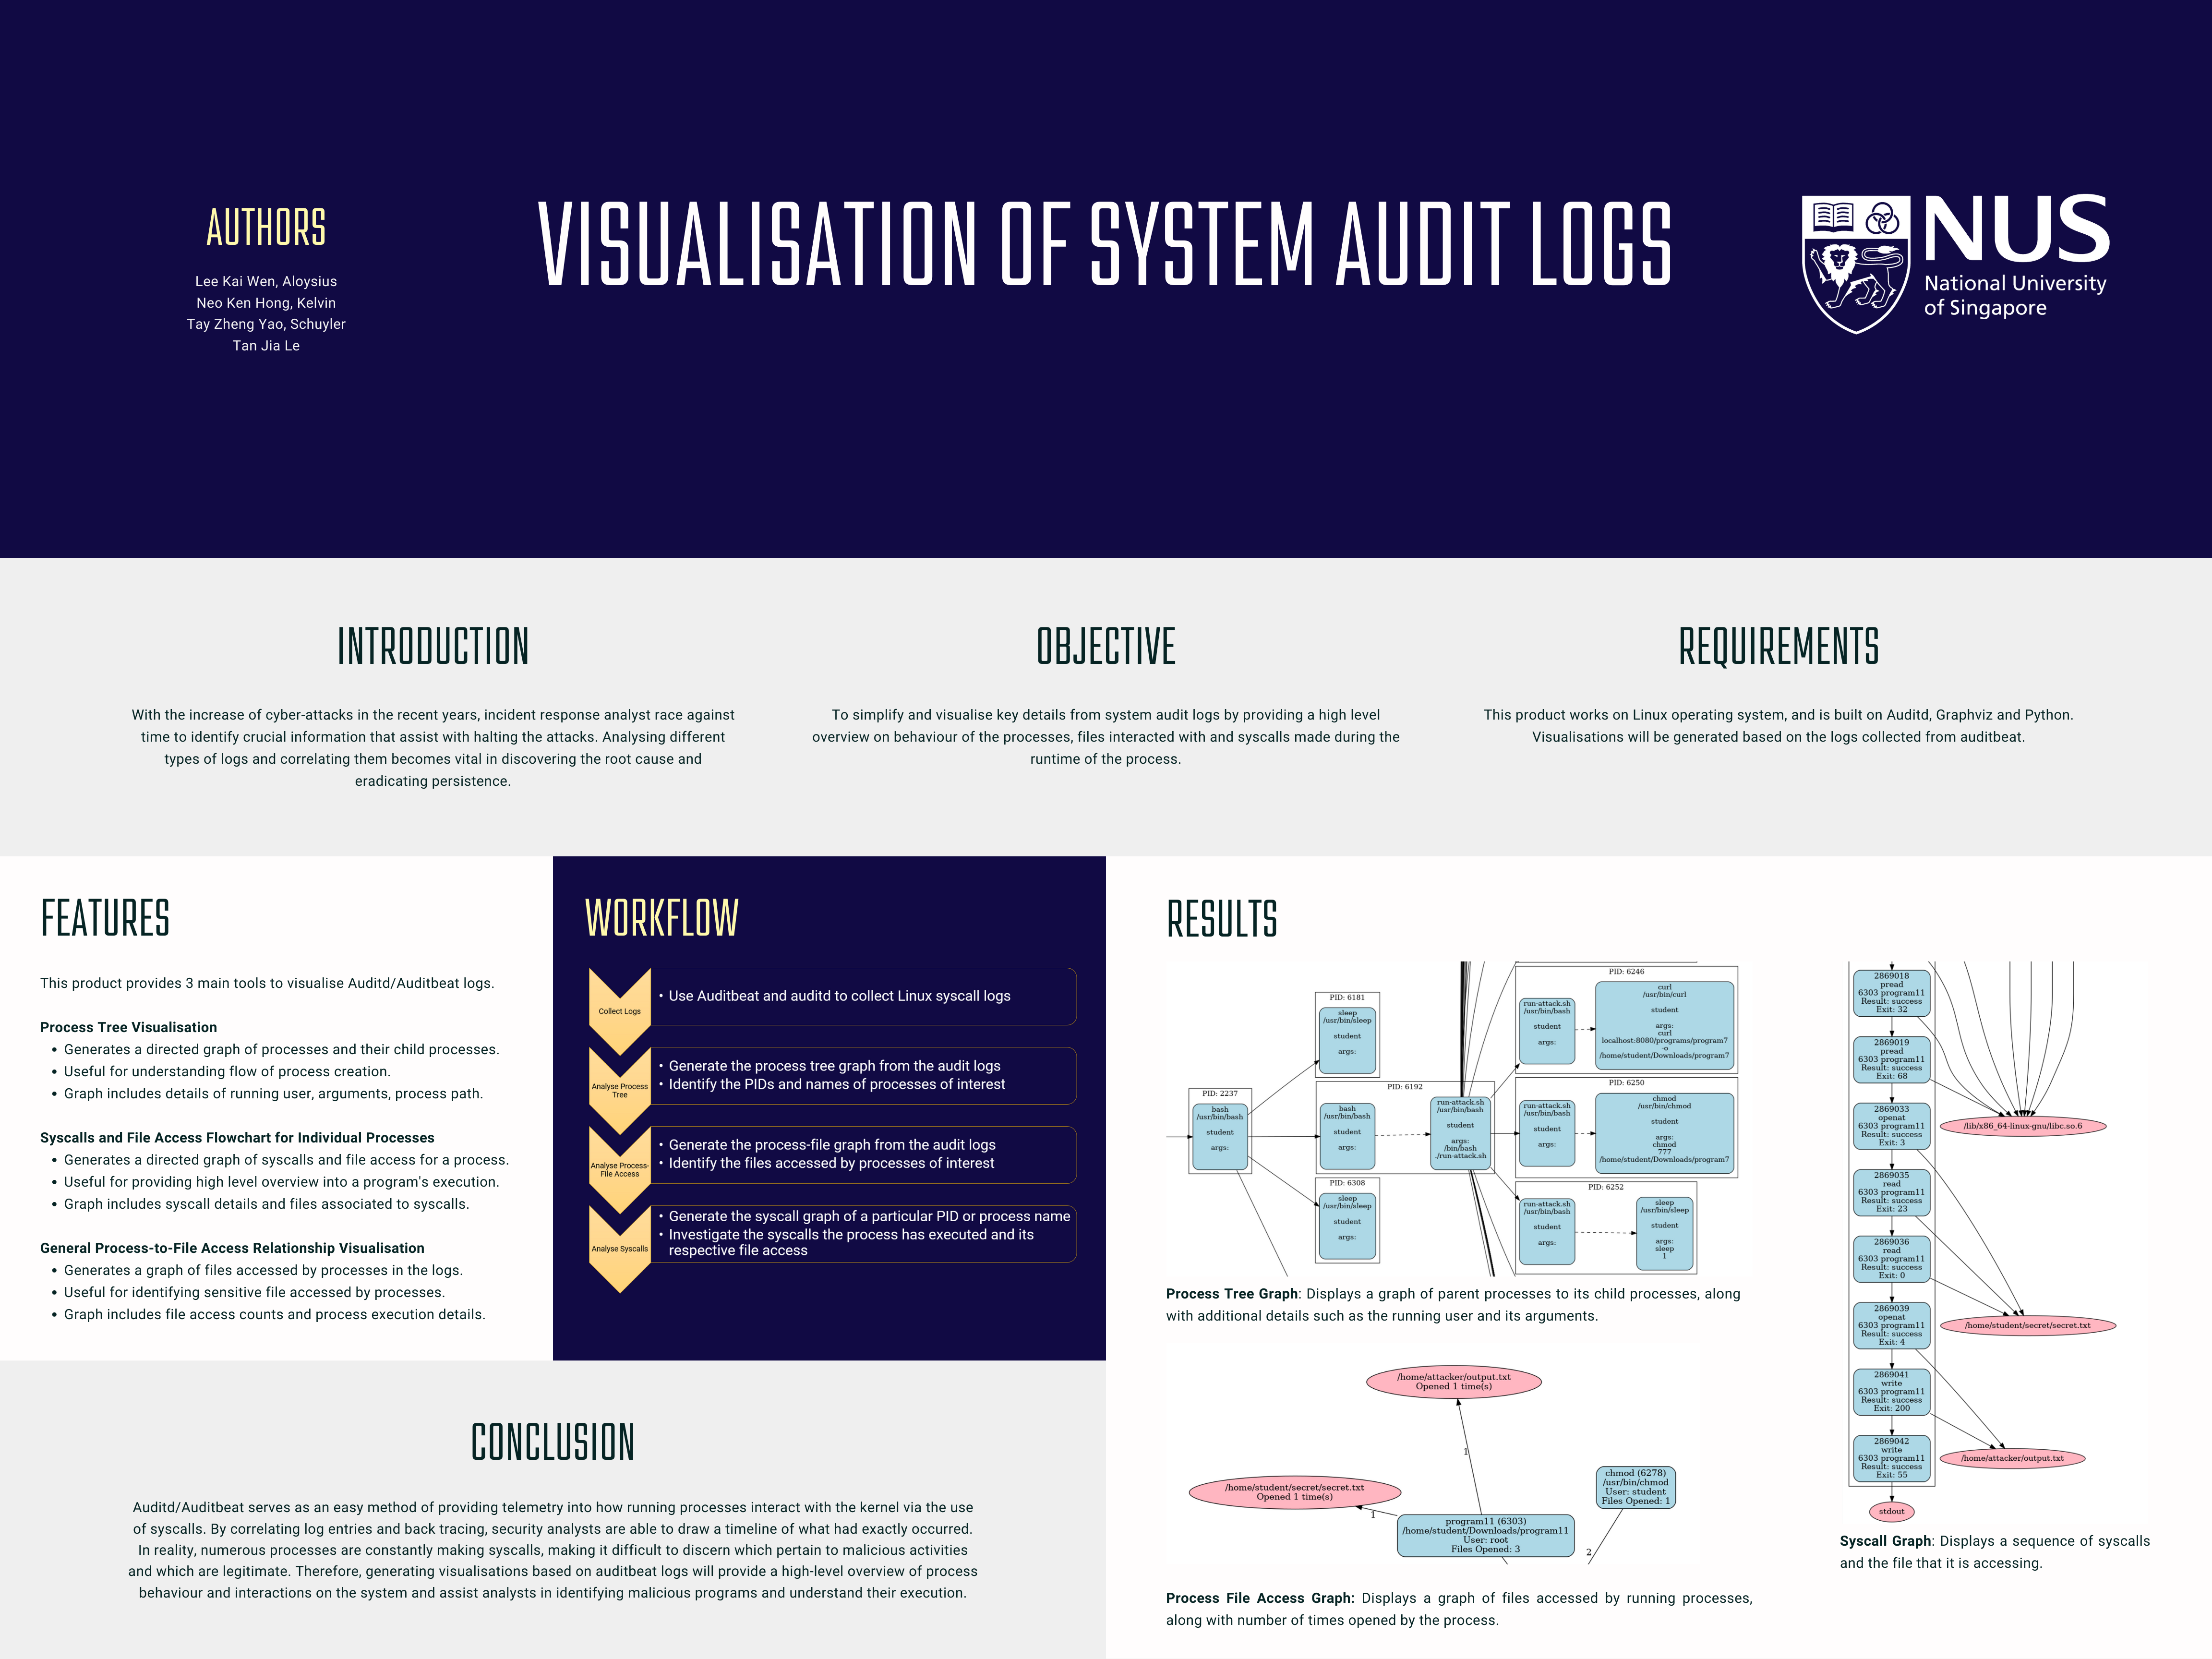 AUTHORS
Lee Kai Wen, Aloysius
Neo Ken Hong, Kelvin
Tay Zheng Yao, Schuyler
Tan Jia Le
VISUALISATION OF SYSTEM AUDIT LOGS
NUS
National University
of Singapore
INTRODUCTION
With the increase of cyber-attacks in the recent years, incident response analyst race against
time to identify crucial information that assist with halting the attacks. Analysing different
types of logs and correlating them becomes vital in discovering the root cause and
eradicating persistence.
OBJECTIVE
To simplify and visualise key details from system audit logs by providing a high level
overview on behaviour of the processes, files interacted with and syscalls made during the
runtime of the process.
REQUIREMENTS
This product works on Linux operating system, and is built on Auditd, Graphviz and Python.
Visualisations will be generated based on the logs collected from auditbeat.
FEATURES
This product provides 3 main tools to visualise Auditd/Auditbeat logs.
Process Tree Visualisation
• Generates a directed graph of processes and their child processes.
• Useful for understanding flow of process creation.
• Graph includes details of running user, arguments, process path.
Syscalls and File Access Flowchart for Individual Processes
• Generates a directed graph of syscalls and file access for a process.
• Useful for providing high level overview into a program's execution.
• Graph includes syscall details and files associated to syscalls.
General Process-to-File Access Relationship Visualisation
• Generates a graph of files accessed by processes in the logs.
• Useful for identifying sensitive file accessed by processes.
• Graph includes file access counts and process execution details.
WORKFLOW
Collect Logs
• Use Auditbeat and auditd to collect Linux syscall logs
Analyse Process
Tree
• Generate the process tree graph from the audit logs
• Identify the PIDs and names of processes of interest
Analyse Process-
File Access
• Generate the process-file graph from the audit logs
• Identify the files accessed by processes of interest
Analyse Syscalls
• Generate the syscall graph of a particular PID or process name
• Investigate the syscalls the process has executed and its
respective file access
CONCLUSION
Auditd/Auditbeat serves as an easy method of providing telemetry into how running processes interact with the kernel via the use
of syscalls. By correlating log entries and back tracing, security analysts are able to draw a timeline of what had exactly occurred.
In reality, numerous processes are constantly making syscalls, making it difficult to discern which pertain to malicious activities
and which are legitimate. Therefore, generating visualisations based on auditbeat logs will provide a high-level overview of process
behaviour and interactions on the system and assist analysts in identifying malicious programs and understand their execution.
RESULTS
PID: 2237
bash
/usr/bin/bash
student
args:
PID: 6181
sleep
/usr/bin/sleep
student
args:
PID: 6192
bash
/usr/bin/bash
student
args:
run-attack.sh
/usr/bin/bash
student
args:
/bin/bash
./run-attack.sh
PID: 6308
sleep
/usr/bin/sleep
student
args:
PID: 6246
run-attack.sh
/usr/bin/bash
student
args:
curl
/usr/bin/curl
student
args:
curl
localhost:8080/programs/program7
-o
/home/student/Downloads/program7
PID: 6250
run-attack.sh
/usr/bin/bash
student
args:
chmod
/usr/bin/chmod
student
args:
chmod
777
/home/student/Downloads/program7
PID: 6252
run-attack.sh
/usr/bin/bash
student
args:
sleep
/usr/bin/sleep
student
args:
sleep
1
Process Tree Graph: Displays a graph of parent processes to its child processes, along
with additional details such as the running user and its arguments.
/home/attacker/output.txt
Opened 1 time(s)
1
/home/student/secret/secret.txt
Opened 1 time(s)
1
program11 (6303)
/home/student/Downloads/program11
User: root
Files Opened: 3
chmod (6278)
/usr/bin/chmod
User: student
Files Opened: 1
2
Process File Access Graph: Displays a graph of files accessed by running processes,
along with number of times opened by the process.
2869018
pread
6303 program11
Result: success
Exit: 32
2869019
pread
6303 program11
Result: success
Exit: 68
2869033
openat
6303 program11
Result: success
Exit: 3
2869035
read
6303 program11
Result: success
Exit: 23
2869036
read
6303 program11
Result: success
Exit: 0
2869039
openat
6303 program11
Result: success
Exit: 4
2869041
write
6303 program11
Result: success
Exit: 200
2869042
write
6303 program11
Result: success
Exit: 55
stdout
/lib/x86_64-linux-gnu/libc.so.6
/home/student/secret/secret.txt
/home/attacker/output.txt
Syscall Graph: Displays a sequence of syscalls
and the file that it is accessing.